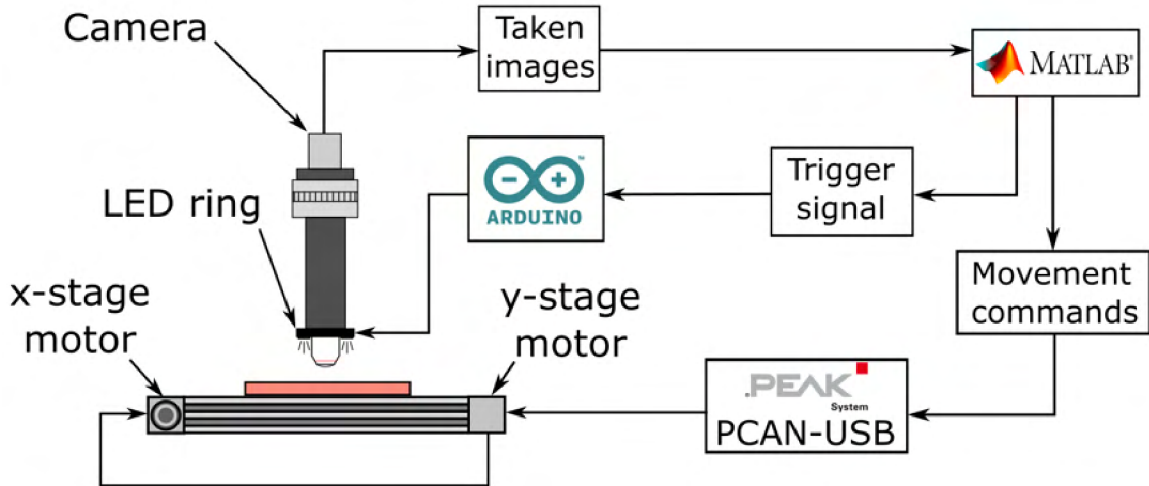 Camera
Taken
images
MATLAB®
LED ring
ARDUINO
™
Trigger
signal
x-stage
motor
y-stage
motor
Movement
commands
PEAK
System
PCAN-USB